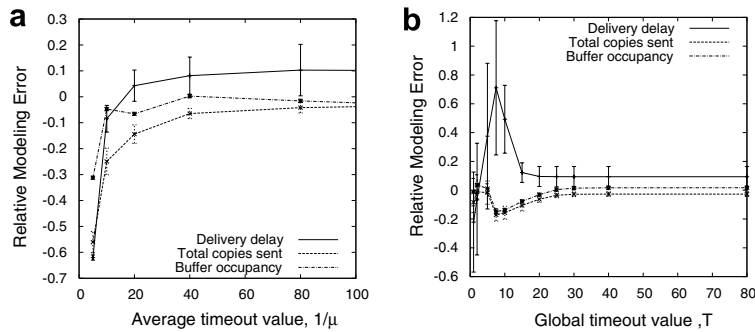 a
0.3
0.2
0.1
0
-0.1
-0.2
-0.3
-0.4
-0.5
-0.6
-0.7
Relative Modeling Error
Delivery delay
Total copies sent
Buffer occupancy
0 20 40 60 80 100
Average timeout value, 1/μ
b
1.2
1
0.8
0.6
0.4
0.2
0
-0.2
-0.4
-0.6
Relative Modeling Error
Delivery delay
Total copies sent
Buffer occupancy
0 10 20 30 40 50 60 70 80
Global timeout value ,T